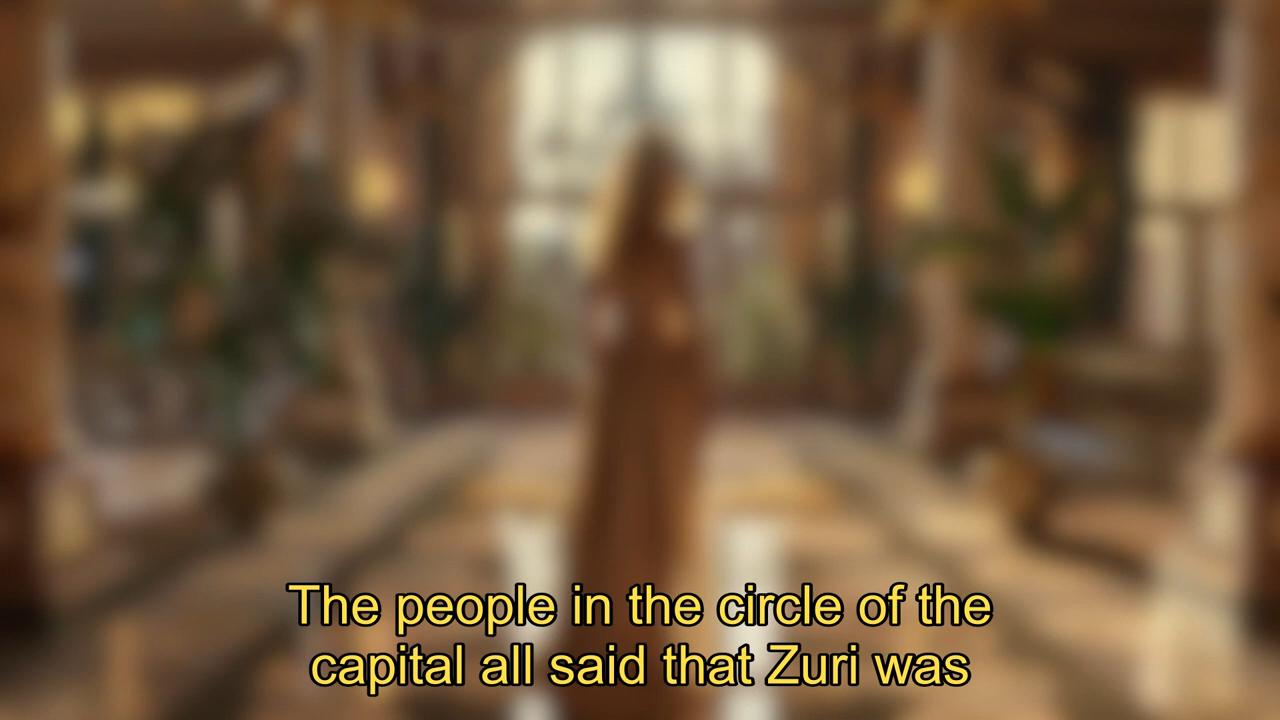 The people in the circle of the
capital all said that Zuri was